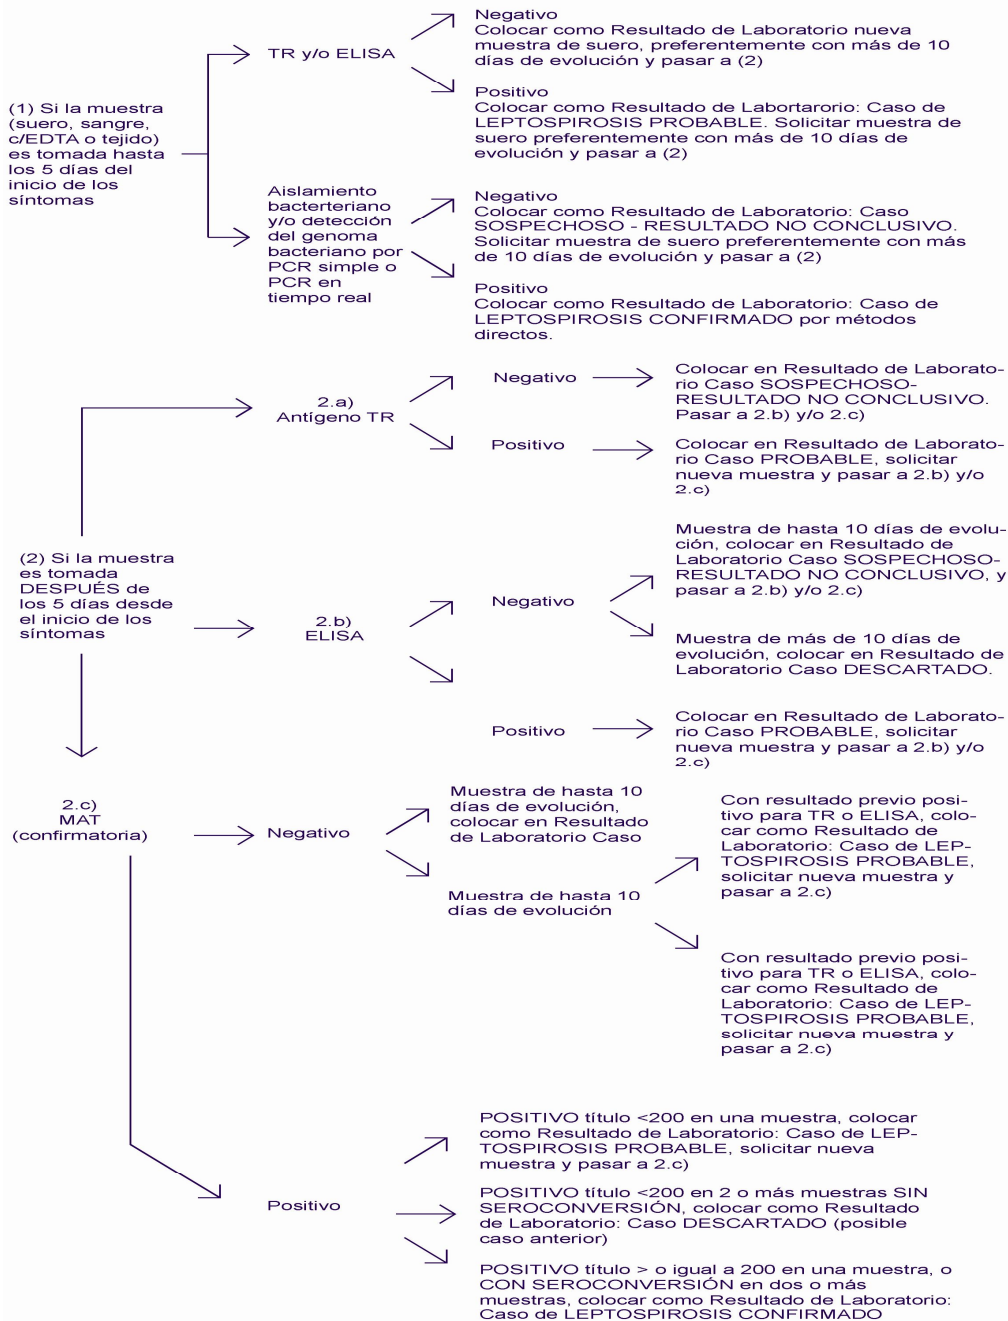 (1) Si la muestra
(suero, sangre,
c/EDTA o tejido)
es tomada hasta
los 5 días del
inicio de los
síntomas
TR y/o ELISA
Negativo
Colocar como Resultado de Laboratorio nueva
muestra de suero, preferentemente con más de 10
días de evolución y pasar a (2)
Positivo
Colocar como Resultado de Labortarorio: Caso de
LEPTOSPIROSIS PROBABLE. Solicitar muestra de
suero preferentemente con más de 10 días de
evolución y pasar a (2)
Aislamiento
bacterteriano
y/o detección
del genoma
bacteriano por
PCR simple o
PCR en
tiempo real
Negativo
Colocar como Resultado de Laboratorio: Caso
SOSPECHOSO - RESULTADO NO CONCLUSIVO.
Solicitar muestra de suero preferentemente con más
de 10 días de evolución y pasar a (2)
Positivo
Colocar como Resultado de Laboratorio: Caso de
LEPTOSPIROSIS CONFIRMADO por métodos
directos.
(2) Si la muestra
es tomada
DESPUÉS de
los 5 días desde
el inicio de los
síntomas
2.a)
Antígeno TR
Negativo
Colocar en Resultado de Laborato-
rio Caso SOSPECHOSO-
RESULTADO NO CONCLUSIVO.
Pasar a 2.b) y/o 2.c)
Positivo
Colocar en Resultado de Laborato-
rio Caso PROBABLE, solicitar
nueva muestra y pasar a 2.b) y/o
2.c)
2.b)
ELISA
Negativo
Muestra de hasta 10 días de evolu-
ción, colocar en Resultado de
Laboratorio Caso SOSPECHOSO-
RESULTADO NO CONCLUSIVO, y
pasar a 2.b) y/o 2.c)
Muestra de más de 10 días de
evolución, colocar en Resultado de
Laboratorio Caso DESCARTADO.
Positivo
Colocar en Resultado de Laborato-
rio Caso PROBABLE, solicitar
nueva muestra y pasar a 2.b) y/o
2.c)
2.c)
MAT
(confirmatoria)
Negativo
Muestra de hasta 10
días de evolución,
colocar en Resultado
de Laboratorio Caso
Muestra de hasta 10
días de evolución
Con resultado previo posi-
tivo para TR o ELISA, colo-
car como Resultado de
Laboratorio: Caso de LEP-
TOSPIROSIS PROBABLE,
solicitar nueva muestra y
pasar a 2.c)
Con resultado previo posi-
tivo para TR o ELISA, colo-
car como Resultado de
Laboratorio: Caso de LEP-
TOSPIROSIS PROBABLE,
solicitar nueva muestra y
pasar a 2.c)
Positivo
POSITIVO título <200 en una muestra, colocar
como Resultado de Laboratorio: Caso de LEP-
TOSPIROSIS PROBABLE, solicitar nueva
muestra y pasar a 2.c)
POSITIVO título <200 en 2 o más muestras SIN
SEROCONVERSIÓN, colocar como Resultado
de Laboratorio: Caso DESCARTADO (posible
caso anterior)
POSITIVO título > o igual a 200 en una muestra, o
CON SEROCONVERSIÓN en dos o más
muestras, colocar como Resultado de Laboratorio:
Caso de LEPTOSPIROSIS CONFIRMADO